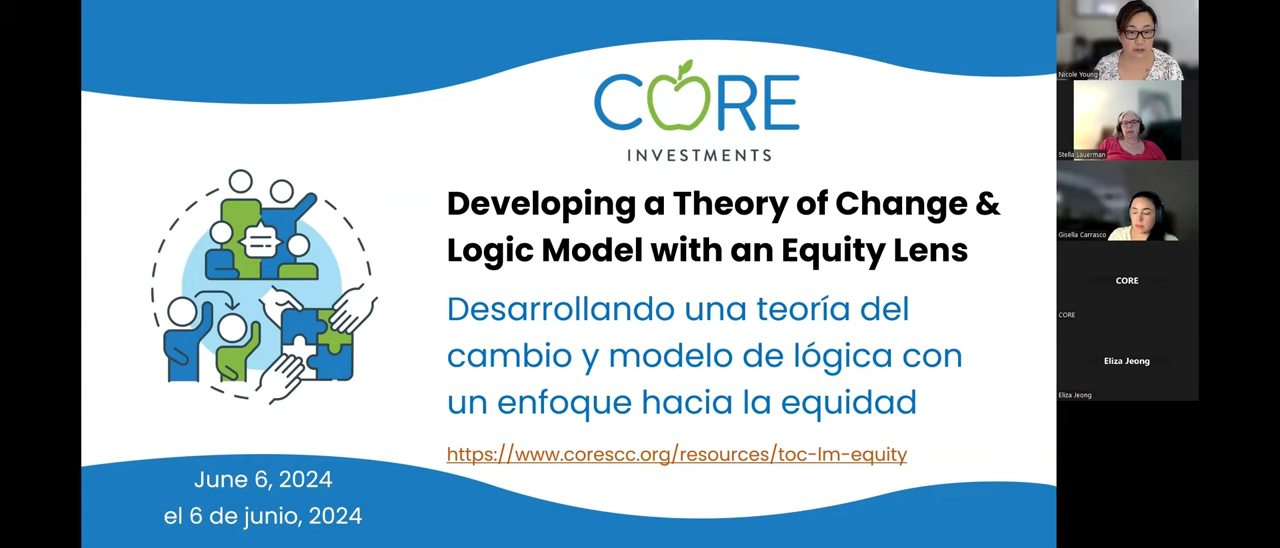 CORE
INVESTMENTS
Developing a Theory of Change &
Logic Model with an Equity Lens
Desarrollando una teoría del
cambio y modelo de lógica con
un enfoque hacia la equidad
https://www.corescc.org/resources/toc-lm-equity
June 6, 2024
el 6 de junio, 2024
Nicole Young
Stella Lauerman
Gisella Carrasco
CORE
CORE
Eliza Jeong
Eliza Jeong